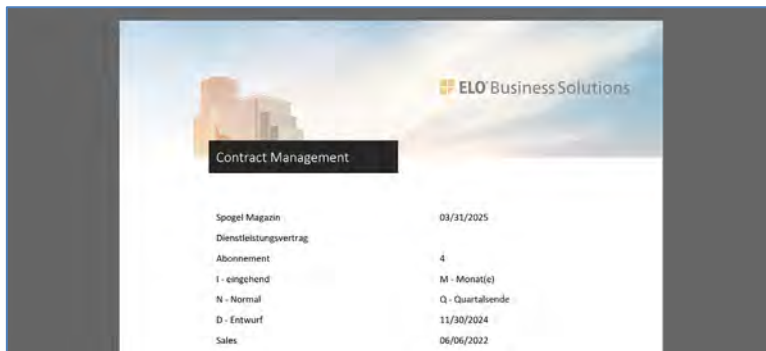 ELO Business Solutions
Contract Management
Spogel Magazin 03/31/2025
Dienstleistungsvertrag
Abonnement 4
I - eingehend M - Monat(e)
N - Normal Q - Quartalsende
D - Entwurf 11/30/2024
Sales 06/06/2022